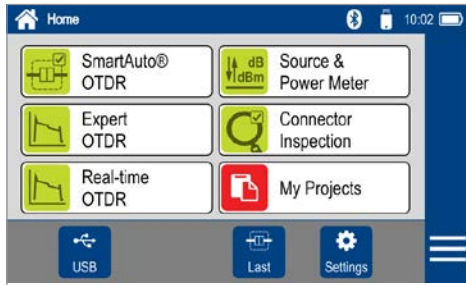 Home
10:02
SmartAuto®
OTDR
dB
dBm
Source &
Power Meter
Expert
OTDR
Connector
Inspection
Real-time
OTDR
My Projects
USB
Last
Settings